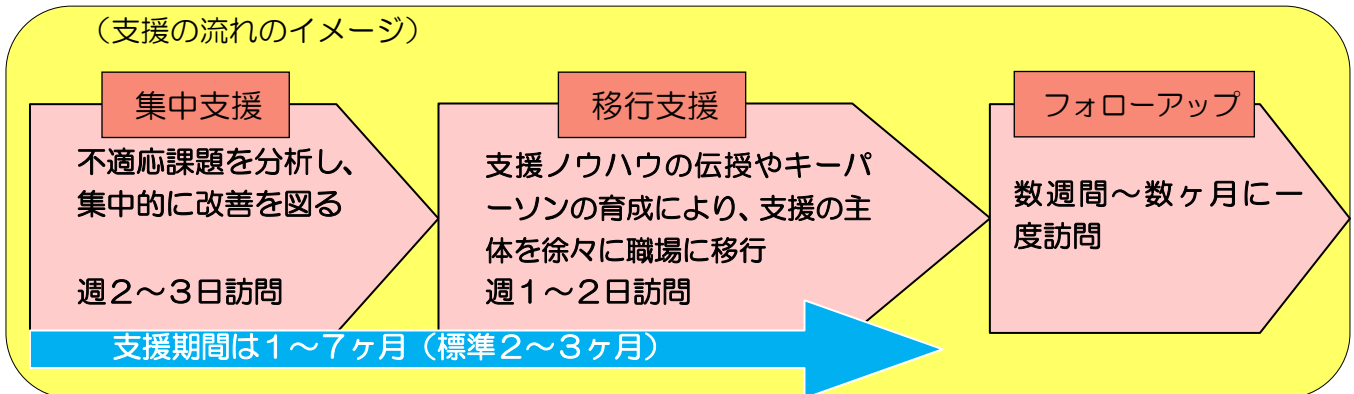 （支援の流れのイメージ）
集中支援
不適応課題を分析し、
集中的に改善を図る
週２～３日訪問
移行支援
支援ノウハウの伝授やキーパ
ーソンの育成により、支援の主
体を徐々に職場に移行
週１～２日訪問
フォローアップ
数週間～数ヶ月に一
度訪問
支援期間は１～７ヶ月（標準２～３ヶ月）